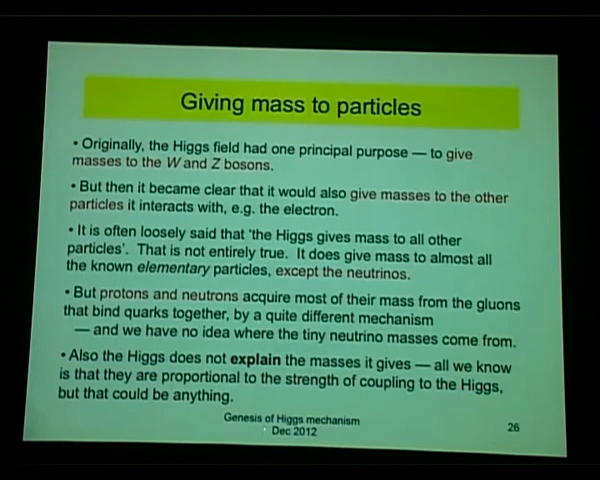 Giving mass to particles
• Originally, the Higgs field had one principal purpose — to give
masses to the W and Z bosons.
• But then it became clear that it would also give masses to the other
particles it interacts with, e.g. the electron.
• It is often loosely said that ‘the Higgs gives mass to all other
particles’. That is not entirely true. It does give mass to almost all
the known elementary particles, except the neutrinos.
• But protons and neutrons acquire most of their mass from the gluons
that bind quarks together, by a quite different mechanism
— and we have no idea where the tiny neutrino masses come from.
• Also the Higgs does not explain the masses it gives — all we know
is that they are proportional to the strength of coupling to the Higgs,
but that could be anything.
Genesis of Higgs mechanism
Dec 2012
26